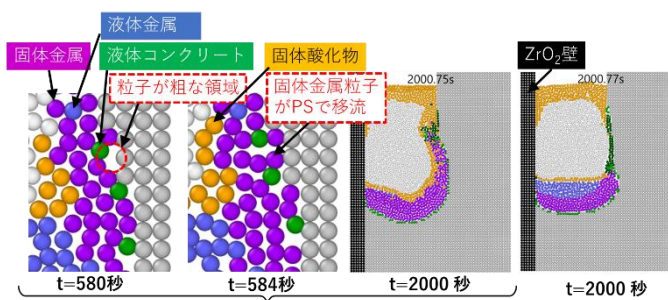 液体金属
固体金属
液体コンクリート
固体酸化物
ZrO₂壁
粒子が粗な領域
固体金属粒子
がPSで移流
2000.75s
2000.77s
t=580秒
t=584秒
t=2000 秒
t=2000 秒